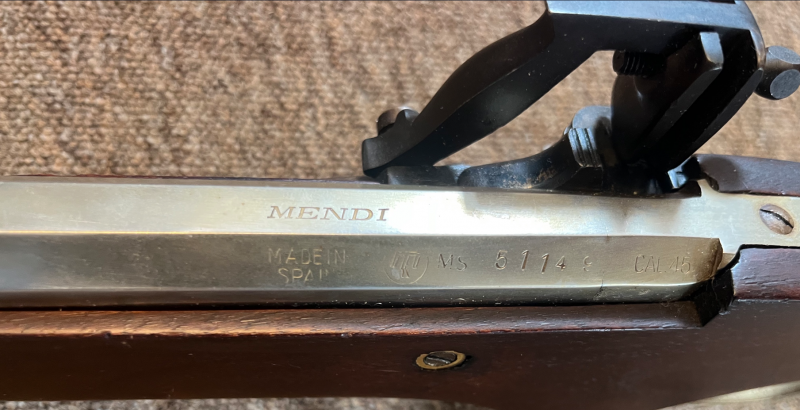 MENDI
MADE IN
SPAIN
MS 51149 CAL. 45